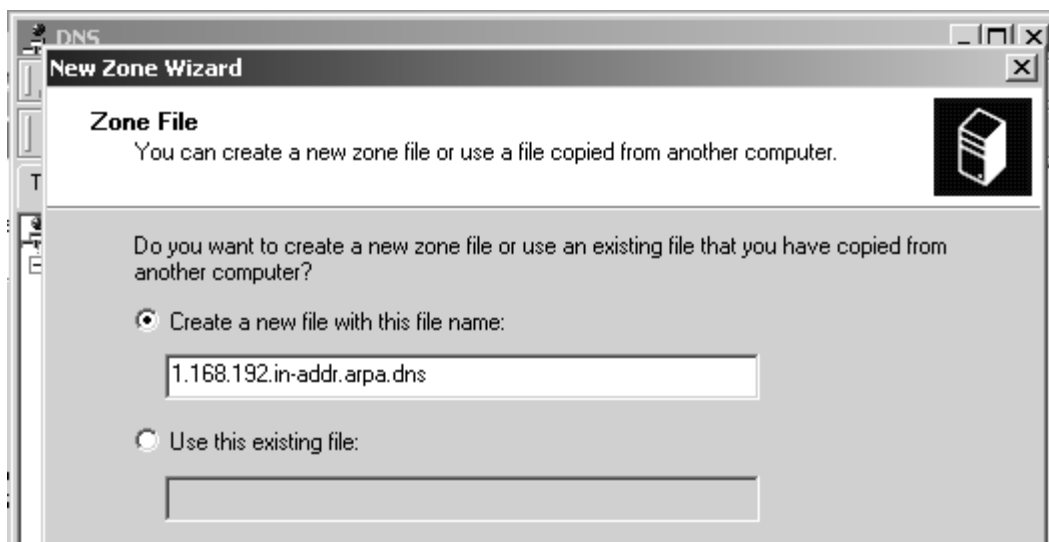 DNS
New Zone Wizard
Zone File
You can create a new zone file or use a file copied from another computer.
T
Do you want to create a new zone file or use an existing file that you have copied from
another computer?
Create a new file with this file name:
1.168.192.in-addr.arpa.dns
Use this existing file: